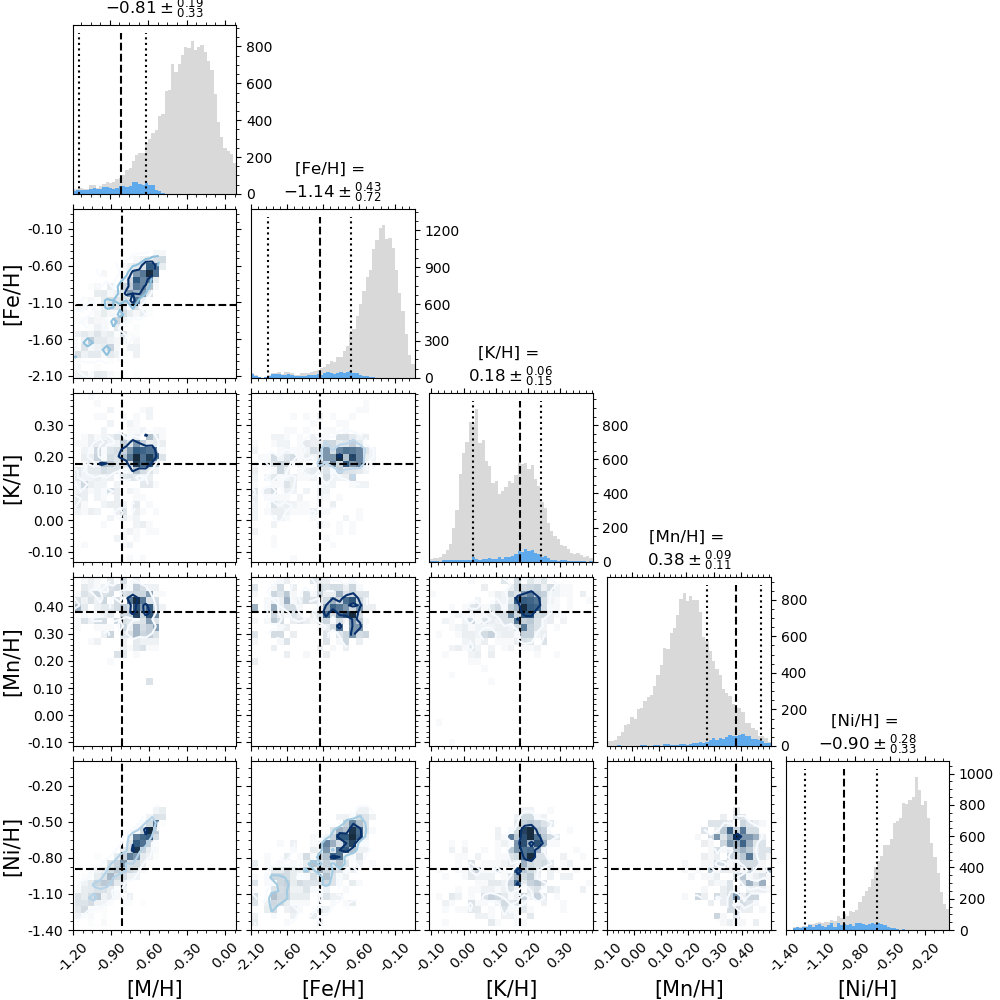 −0.81 ± 0.19 0.33
800
600
400
200
0
[Fe/H] =
−1.14 ± 0.43 0.72
-0.10
-0.60
-1.10
-1.60
-2.10
[Fe/H]
1200
900
600
300
0
[K/H] =
0.18 ± 0.06 0.15
0.30
0.20
0.10
0.00
-0.10
[K/H]
800
600
400
200
0
[Mn/H] =
0.38 ± 0.09 0.11
0.40
0.30
0.20
0.10
0.00
-0.10
[Mn/H]
800
600
400
200
0
[Ni/H] =
−0.90 ± 0.28 0.33
-0.20
-0.50
-0.80
-1.10
-1.40
[Ni/H]
1000
800
600
400
200
0
-1.20 -0.90 -0.60 -0.30 0.00
-2.10 -1.60 -1.10 -0.60 -0.10
-0.10 0.00 0.10 0.20 0.30
-0.10 0.00 0.10 0.20 0.30 0.40
-1.40 -1.10 -0.80 -0.50 -0.20
[M/H] [Fe/H] [K/H] [Mn/H] [Ni/H]